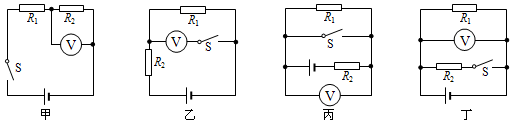 R₁ R₂ V S 甲
R₁ V S R₂ 乙
R₁ S R₂ V 丙
R₁ V R₂ S 丁